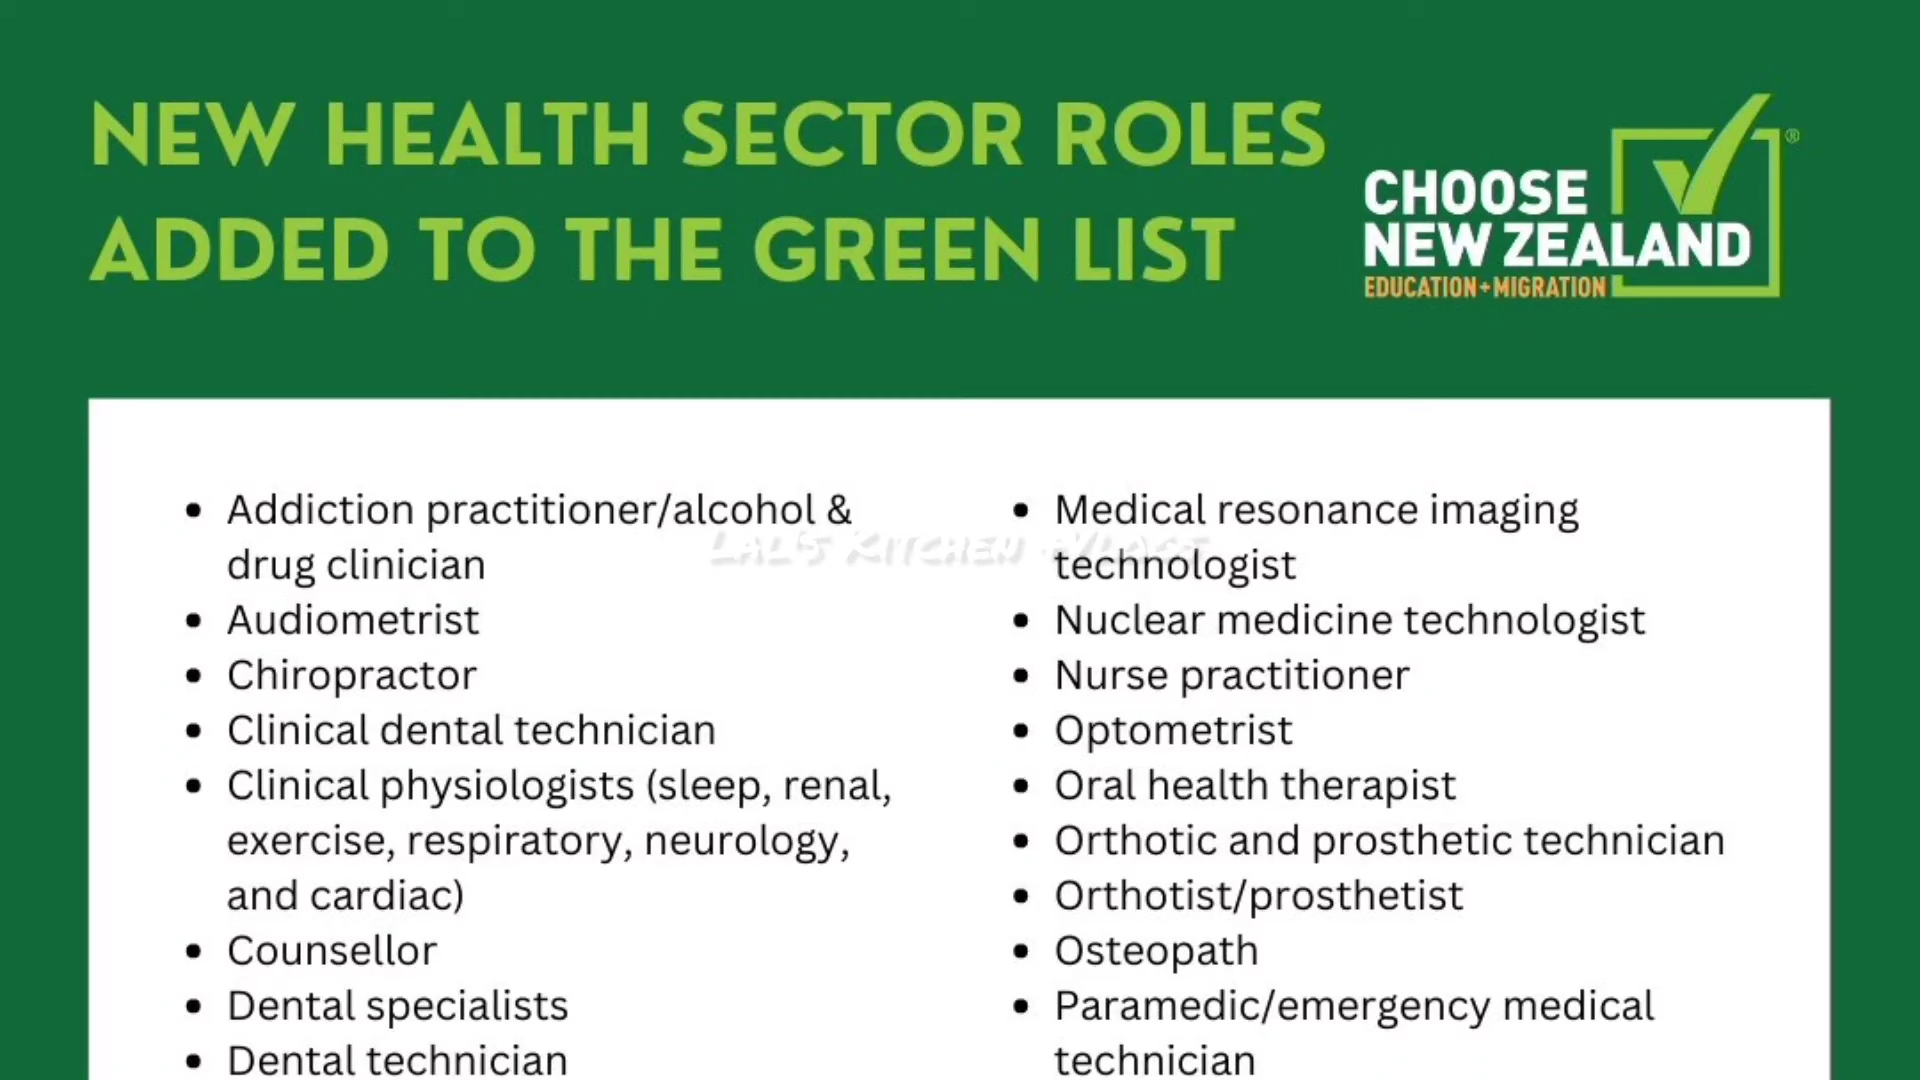 NEW HEALTH SECTOR ROLES
ADDED TO THE GREEN LIST
CHOOSE
NEW ZEALAND
EDUCATION+MIGRATION
®
• Addiction practitioner/alcohol &
drug clinician
• Audiometrist
• Chiropractor
• Clinical dental technician
• Clinical physiologists (sleep, renal,
exercise, respiratory, neurology,
and cardiac)
• Counsellor
• Dental specialists
• Dental technician
• Medical resonance imaging
technologist
• Nuclear medicine technologist
• Nurse practitioner
• Optometrist
• Oral health therapist
• Orthotic and prosthetic technician
• Orthotist/prosthetist
• Osteopath
• Paramedic/emergency medical
technician
LAL'S KITCHEN